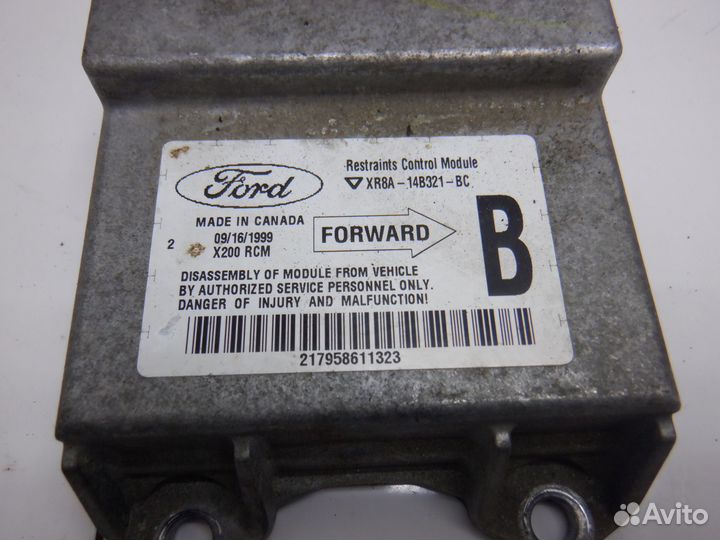 Ford
Restraints Control Module
XR8A-14B321-BC
MADE IN CANADA
2
09/16/1999
X200 RCM
FORWARD
B
DISASSEMBLY OF MODULE FROM VEHICLE
BY AUTHORIZED SERVICE PERSONNEL ONLY.
DANGER OF INJURY AND MALFUNCTION!
217958611323
Avito